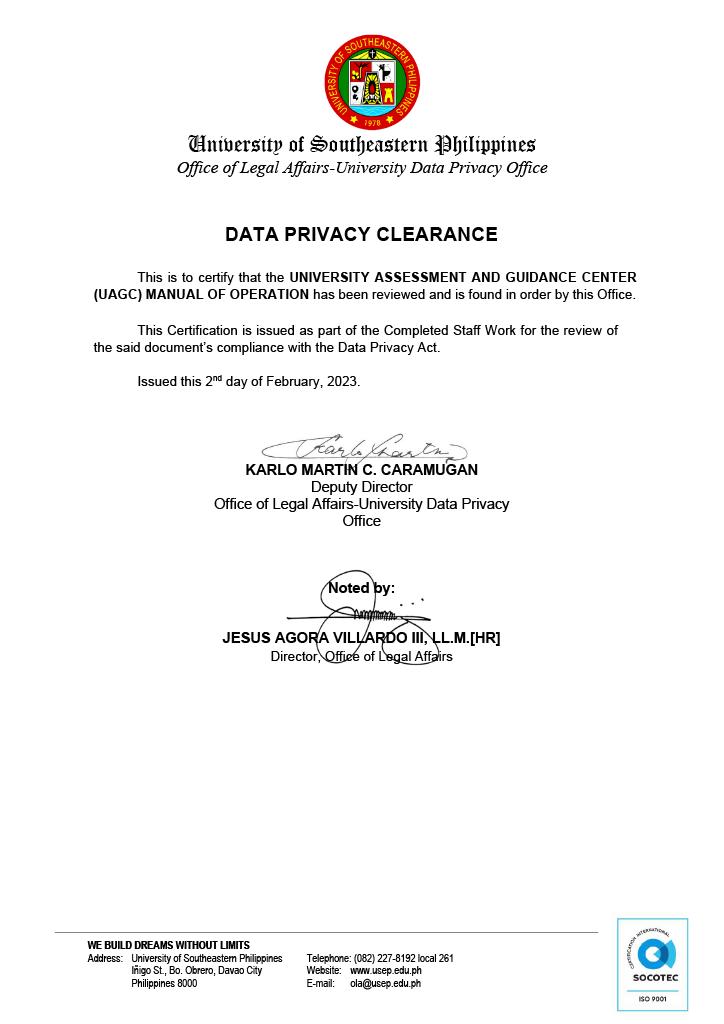 UNIVERSITY OF SOUTHEASTERN PHILIPPINES
1978
University of Southeastern Philippines
Office of Legal Affairs-University Data Privacy Office
DATA PRIVACY CLEARANCE
This is to certify that the UNIVERSITY ASSESSMENT AND GUIDANCE CENTER
(UAGC) MANUAL OF OPERATION has been reviewed and is found in order by this Office.
This Certification is issued as part of the Completed Staff Work for the review of
the said document's compliance with the Data Privacy Act.
Issued this 2nd day of February, 2023.
KARLO MARTIN C. CARAMUGAN
Deputy Director
Office of Legal Affairs-University Data Privacy
Office
Noted by:
JESUS AGORA VILLARDO III, LL.M.[HR]
Director, Office of Legal Affairs
WE BUILD DREAMS WITHOUT LIMITS
Address: University of Southeastern Philippines Telephone: (082) 227-8192 local 261
Iñigo St., Bo. Obrero, Davao City Website: www.usep.edu.ph
Philippines 8000 E-mail: ola@usep.edu.ph
CERTIFICATION INTERNATIONAL
SOCOTEC
ISO 9001